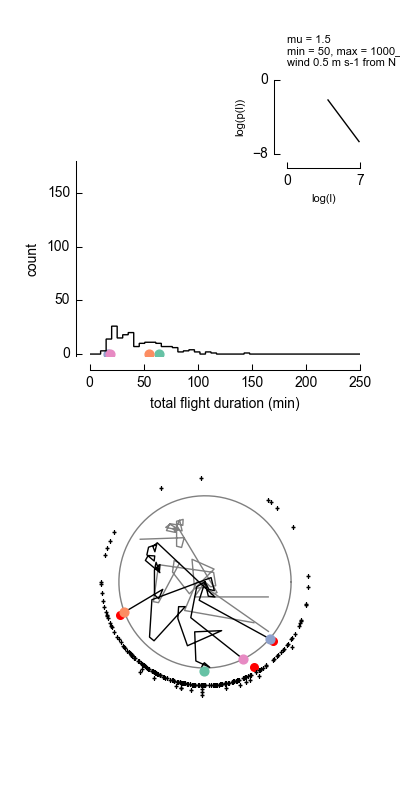 mu = 1.5
min = 50, max = 1000_
wind 0.5 m s-1 from N
0
log(p(l))
−8
0
7
log(l)
150
count
100
50
0
0
50
100
150
200
250
total flight duration (min)